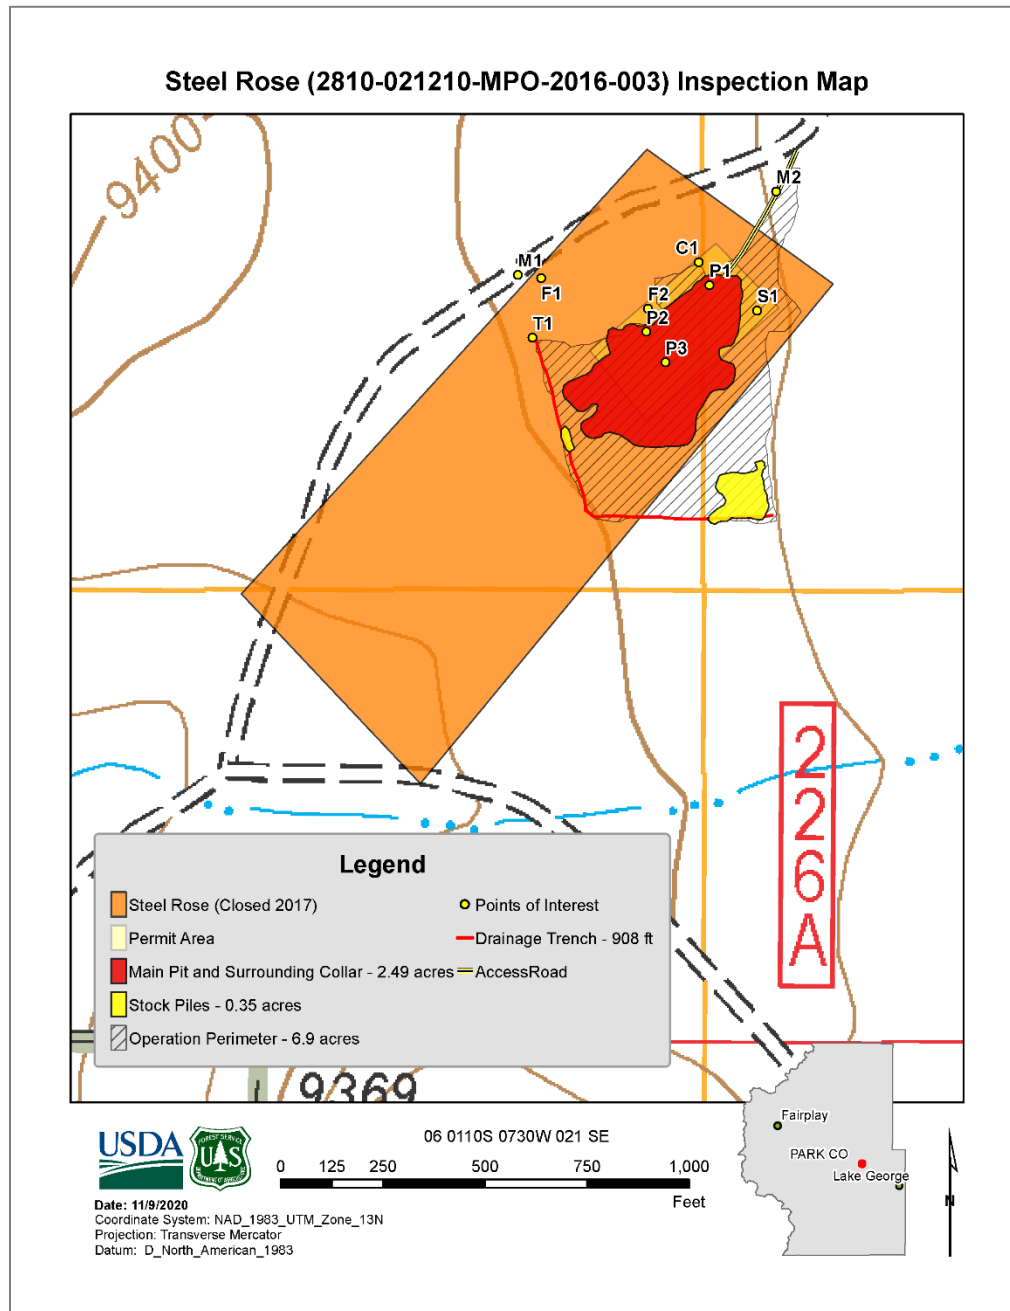 Steel Rose (2810-021210-MPO-2016-003) Inspection Map
9400
M2
C1
M1
F1
P1
F2
S1
P2
T1
P3
226A
Legend
Steel Rose (Closed 2017)
Points of Interest
Permit Area
Drainage Trench - 908 ft
Main Pit and Surrounding Collar - 2.49 acres
AccessRoad
Stock Piles - 0.35 acres
Operation Perimeter - 6.9 acres
9369
Fairplay
PARK CO
Lake George
USDA
FOREST SERVICE
UAS
DEPARTMENT OF AGRICULTURE
06 0110S 0730W 021 SE
0 125 250 500 750 1,000
Feet
N
Date: 11/9/2020
Coordinate System: NAD_1983_UTM_Zone_13N
Projection: Transverse Mercator
Datum: D_North_American_1983